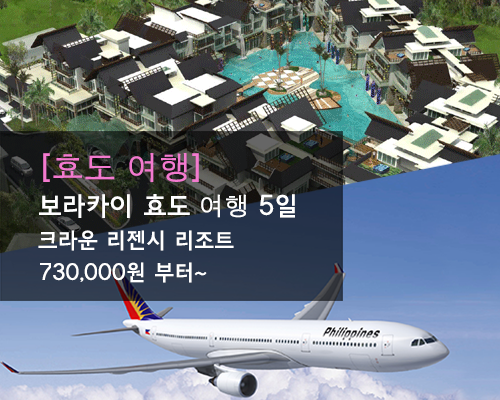 [효도 여행]
보라카이 효도 여행 5일
크라운 리젠시 리조트
730,000원 부터~
Philippines